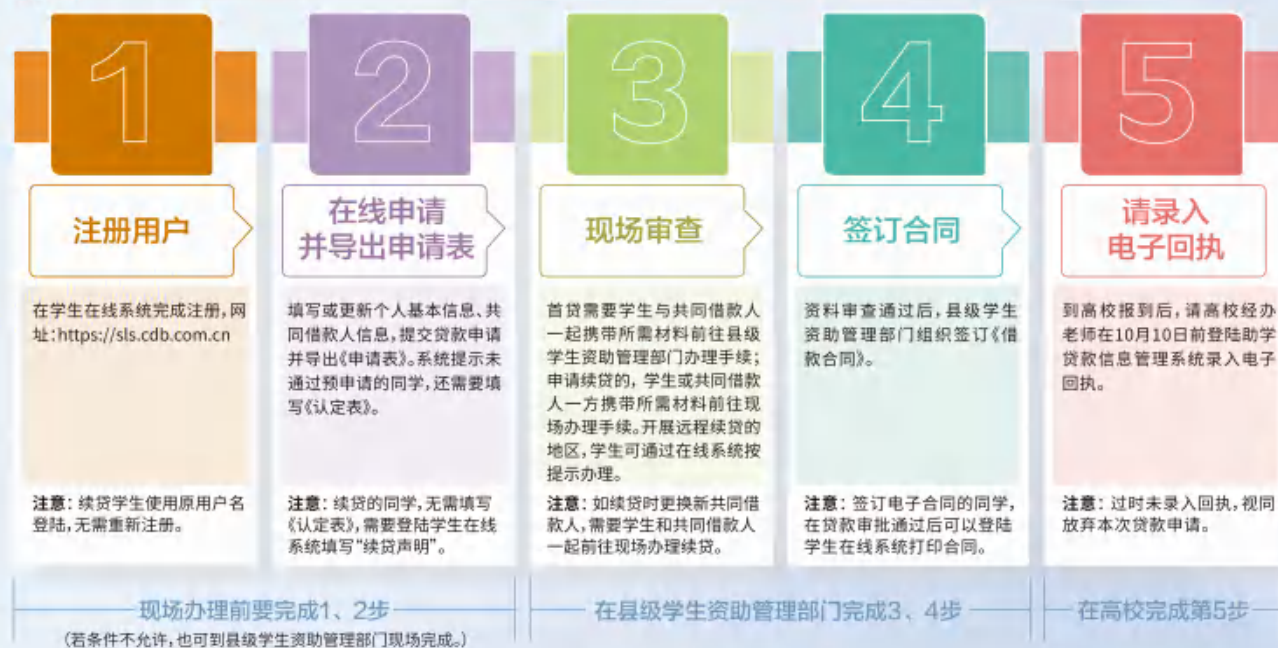 1
注册用户
在学生在线系统完成注册,网
址:https://sls.cdb.com.cn
注意：续贷学生使用原用户名
登陆,无需重新注册。
2
在线申请
并导出申请表
填写或更新个人基本信息、共
同借款人信息,提交贷款申请
并导出《申请表》。系统提示未
通过预申请的同学,还需要填
写《认定表》。
注意：续贷的同学,无需填写
《认定表》,需要登陆学生在线
系统填写“续贷声明”。
3
现场审查
首贷需要学生与共同借款人
一起携带所需材料前往县级
学生资助管理部门办理手续;
申请续贷的,学生或共同借款
人一方携带所需材料前往现
场办理手续。开展远程续贷的
地区,学生可通过在线系统按
提示办理。
注意：如续贷时更换新共同借
款人,需要学生和共同借款人
一起前往现场办理续贷。
4
签订合同
资料审查通过后,县级学生
资助管理部门组织签订《借
款合同》。
注意：签订电子合同的同学,
在贷款审批通过后可以登陆
学生在线系统打印合同。
5
请录入
电子回执
到高校报到后,请高校经办
老师在10月10日前登陆助学
贷款信息管理系统录入电子
回执。
注意：过时未录入回执,视同
放弃本次贷款申请。
现场办理前要完成1、2步
(若条件不允许,也可到县级学生资助管理部门现场完成。)
在县级学生资助管理部门完成3、4步
在高校完成第5步